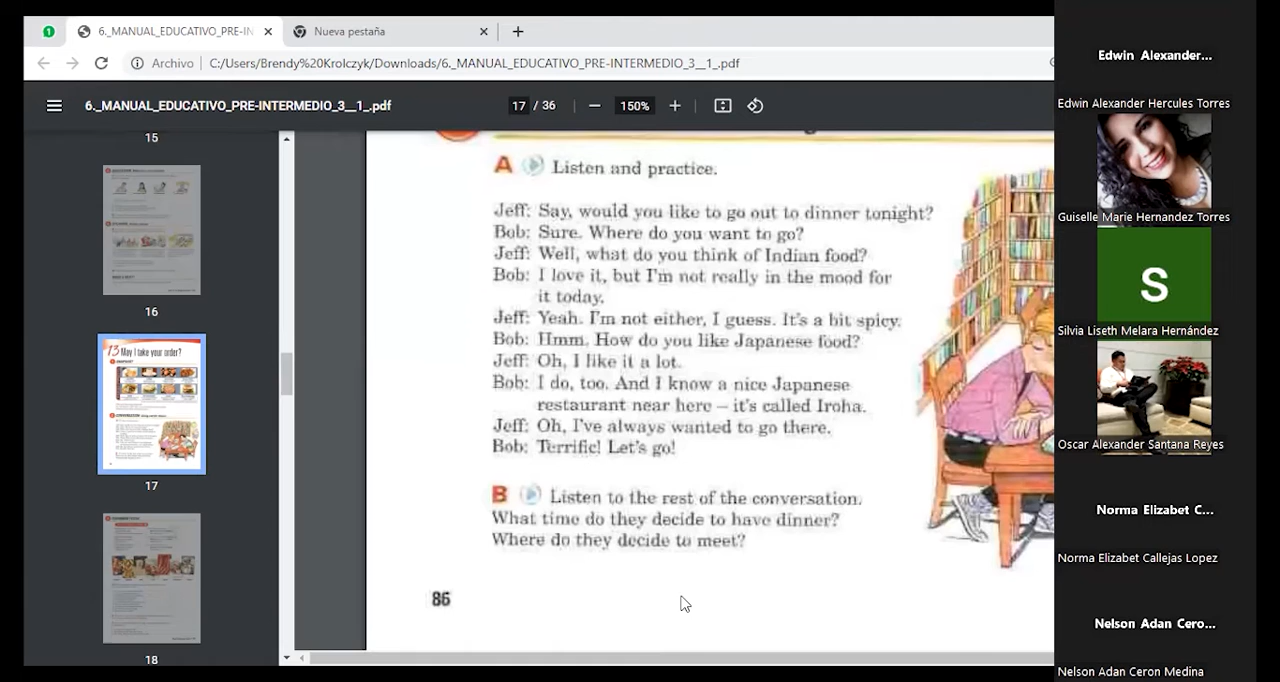 1
6._MANUAL_EDUCATIVO_PRE-IN
Nueva pestaña
Archivo
C:/Users/Brendy%20Krolczyk/Downloads/6._MANUAL_EDUCATIVO_PRE-INTERMEDIO_3__1_.pdf
6._MANUAL_EDUCATIVO_PRE-INTERMEDIO_3__1_.pdf
17 / 36
150%
15
16
13 May I take your order?
17
18
A Listen and practice.
Jeff: Say, would you like to go out to dinner tonight?
Bob: Sure. Where do you want to go?
Jeff: Well, what do you think of Indian food?
Bob: I love it, but I'm not really in the mood for
it today.
Jeff: Yeah. I'm not either, I guess. It's a bit spicy.
Bob: Hmm. How do you like Japanese food?
Jeff: Oh, I like it a lot.
Bob: I do, too. And I know a nice Japanese
restaurant near here – it's called Iroha.
Jeff: Oh, I've always wanted to go there.
Bob: Terrific! Let's go!
B Listen to the rest of the conversation.
What time do they decide to have dinner?
Where do they decide to meet?
86
Edwin Alexander...
Edwin Alexander Hercules Torres
Guiselle Marie Hernandez Torres
S
Silvia Liseth Melara Hernández
Oscar Alexander Santana Reyes
Norma Elizabet C...
Norma Elizabet Callejas Lopez
Nelson Adan Cero...
Nelson Adan Ceron Medina